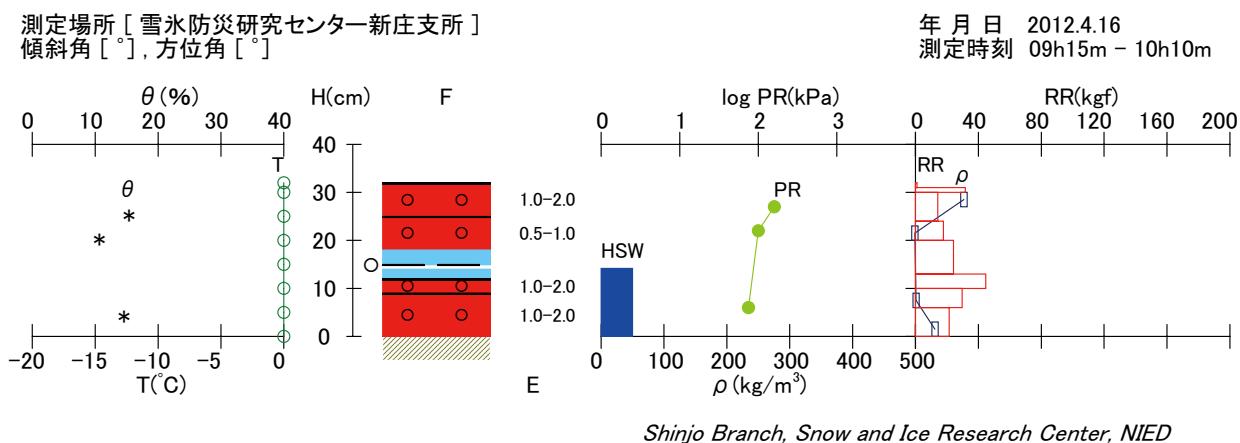 測定場所 [ 雪氷防災研究センター新庄支所 ]
年 月 日 2012.4.16
傾斜角 [ °] , 方位角 [ °]
測定時刻 09h15m - 10h10m
θ (%) H(cm) F log PR(kPa) RR(kgf)
0 10 20 30 40 0 1 2 3 0 40 80 120 160 200
40
T RR
θ 30 1.0-2.0 PR ρ
20 0.5-1.0
HSW
10 1.0-2.0
1.0-2.0
0
-20 -15 -10 -5 0 0 100 200 300 400 500
T(°C) E ρ (kg/m³)
Shinjo Branch, Snow and Ice Research Center, NIED